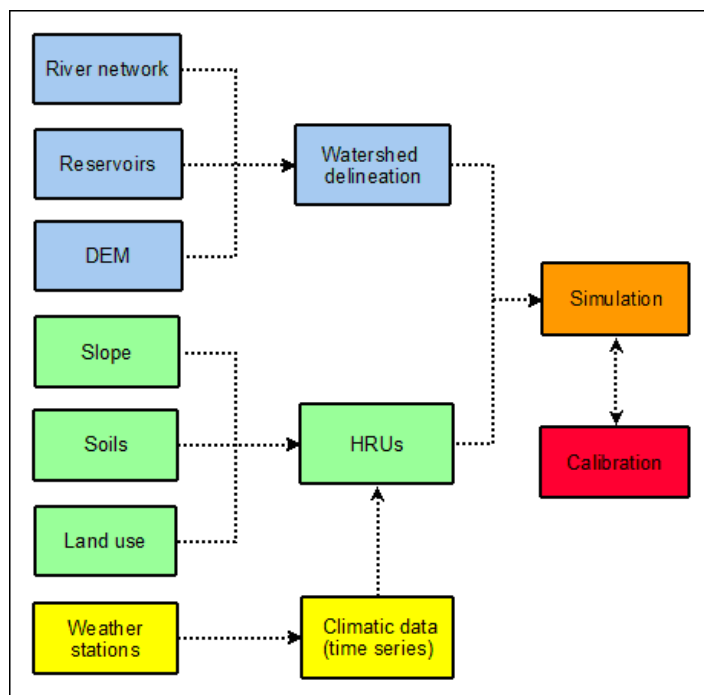 River network
Reservoirs
DEM
Watershed
delineation
Slope
Soils
Land use
HRUs
Weather
stations
Climatic data
(time series)
Simulation
Calibration